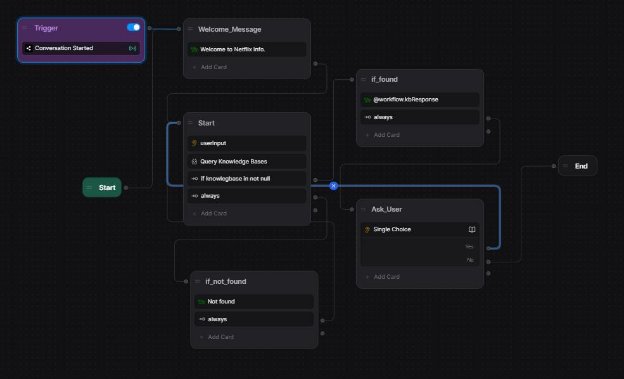 Trigger
Conversation Started
Welcome_Message
Welcome to Netflix Info.
+ Add Card
if_found
@workflow.kbResponse
always
+ Add Card
Start
userinput
Query Knowledge Bases
if knowlegbase in not null
always
+ Add Card
Start
End
Ask_User
Single Choice
Yes
No
+ Add Card
if_not_found
Not found
always
+ Add Card